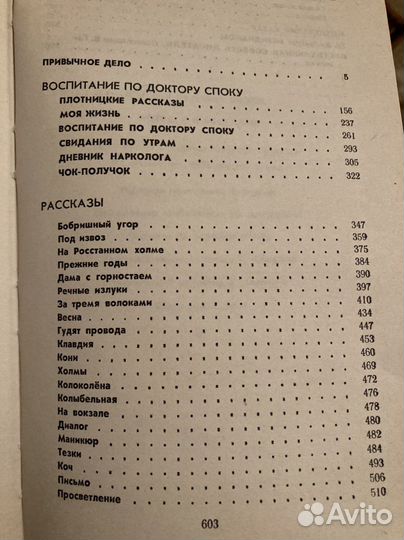 ПРИВЫЧНОЕ ДЕЛО . . . . . . . . . . . 5
ВОСПИТАНИЕ ПО ДОКТОРУ СПОКУ
ПЛОТНИЦКИЕ РАССКАЗЫ . . . . . . . . 156
МОЯ ЖИЗНЬ . . . . . . . . . . . 237
ВОСПИТАНИЕ ПО ДОКТОРУ СПОКУ . . . . . 261
СВИДАНИЯ ПО УТРАМ . . . . . . . . 293
ДНЕВНИК НАРКОЛОГА . . . . . . . . 305
ЧОК-ПОЛУЧОК . . . . . . . . . . 322
РАССКАЗЫ
Бобришный угор . . . . . . . . . 347
Под извоз . . . . . . . . . . . 359
На Росстанном холме . . . . . . . . 375
Прежние годы . . . . . . . . . . 384
Дама с горностаем . . . . . . . . 390
Речные излуки . . . . . . . . . . 397
За тремя волоками . . . . . . . . 410
Весна . . . . . . . . . . . . 434
Гудят провода . . . . . . . . . . 447
Клавдия . . . . . . . . . . . 453
Кони . . . . . . . . . . . . 460
Холмы . . . . . . . . . . . . 469
Колоколёна . . . . . . . . . . . 472
Колыбельная . . . . . . . . . . 476
На вокзале . . . . . . . . . . . 478
Диалог . . . . . . . . . . . . 480
Маникюр . . . . . . . . . . . 482
Тезки . . . . . . . . . . . . 484
Коч . . . . . . . . . . . . . 493
Письмо . . . . . . . . . . . . 506
Просветление . . . . . . . . . . 510
603
Avito